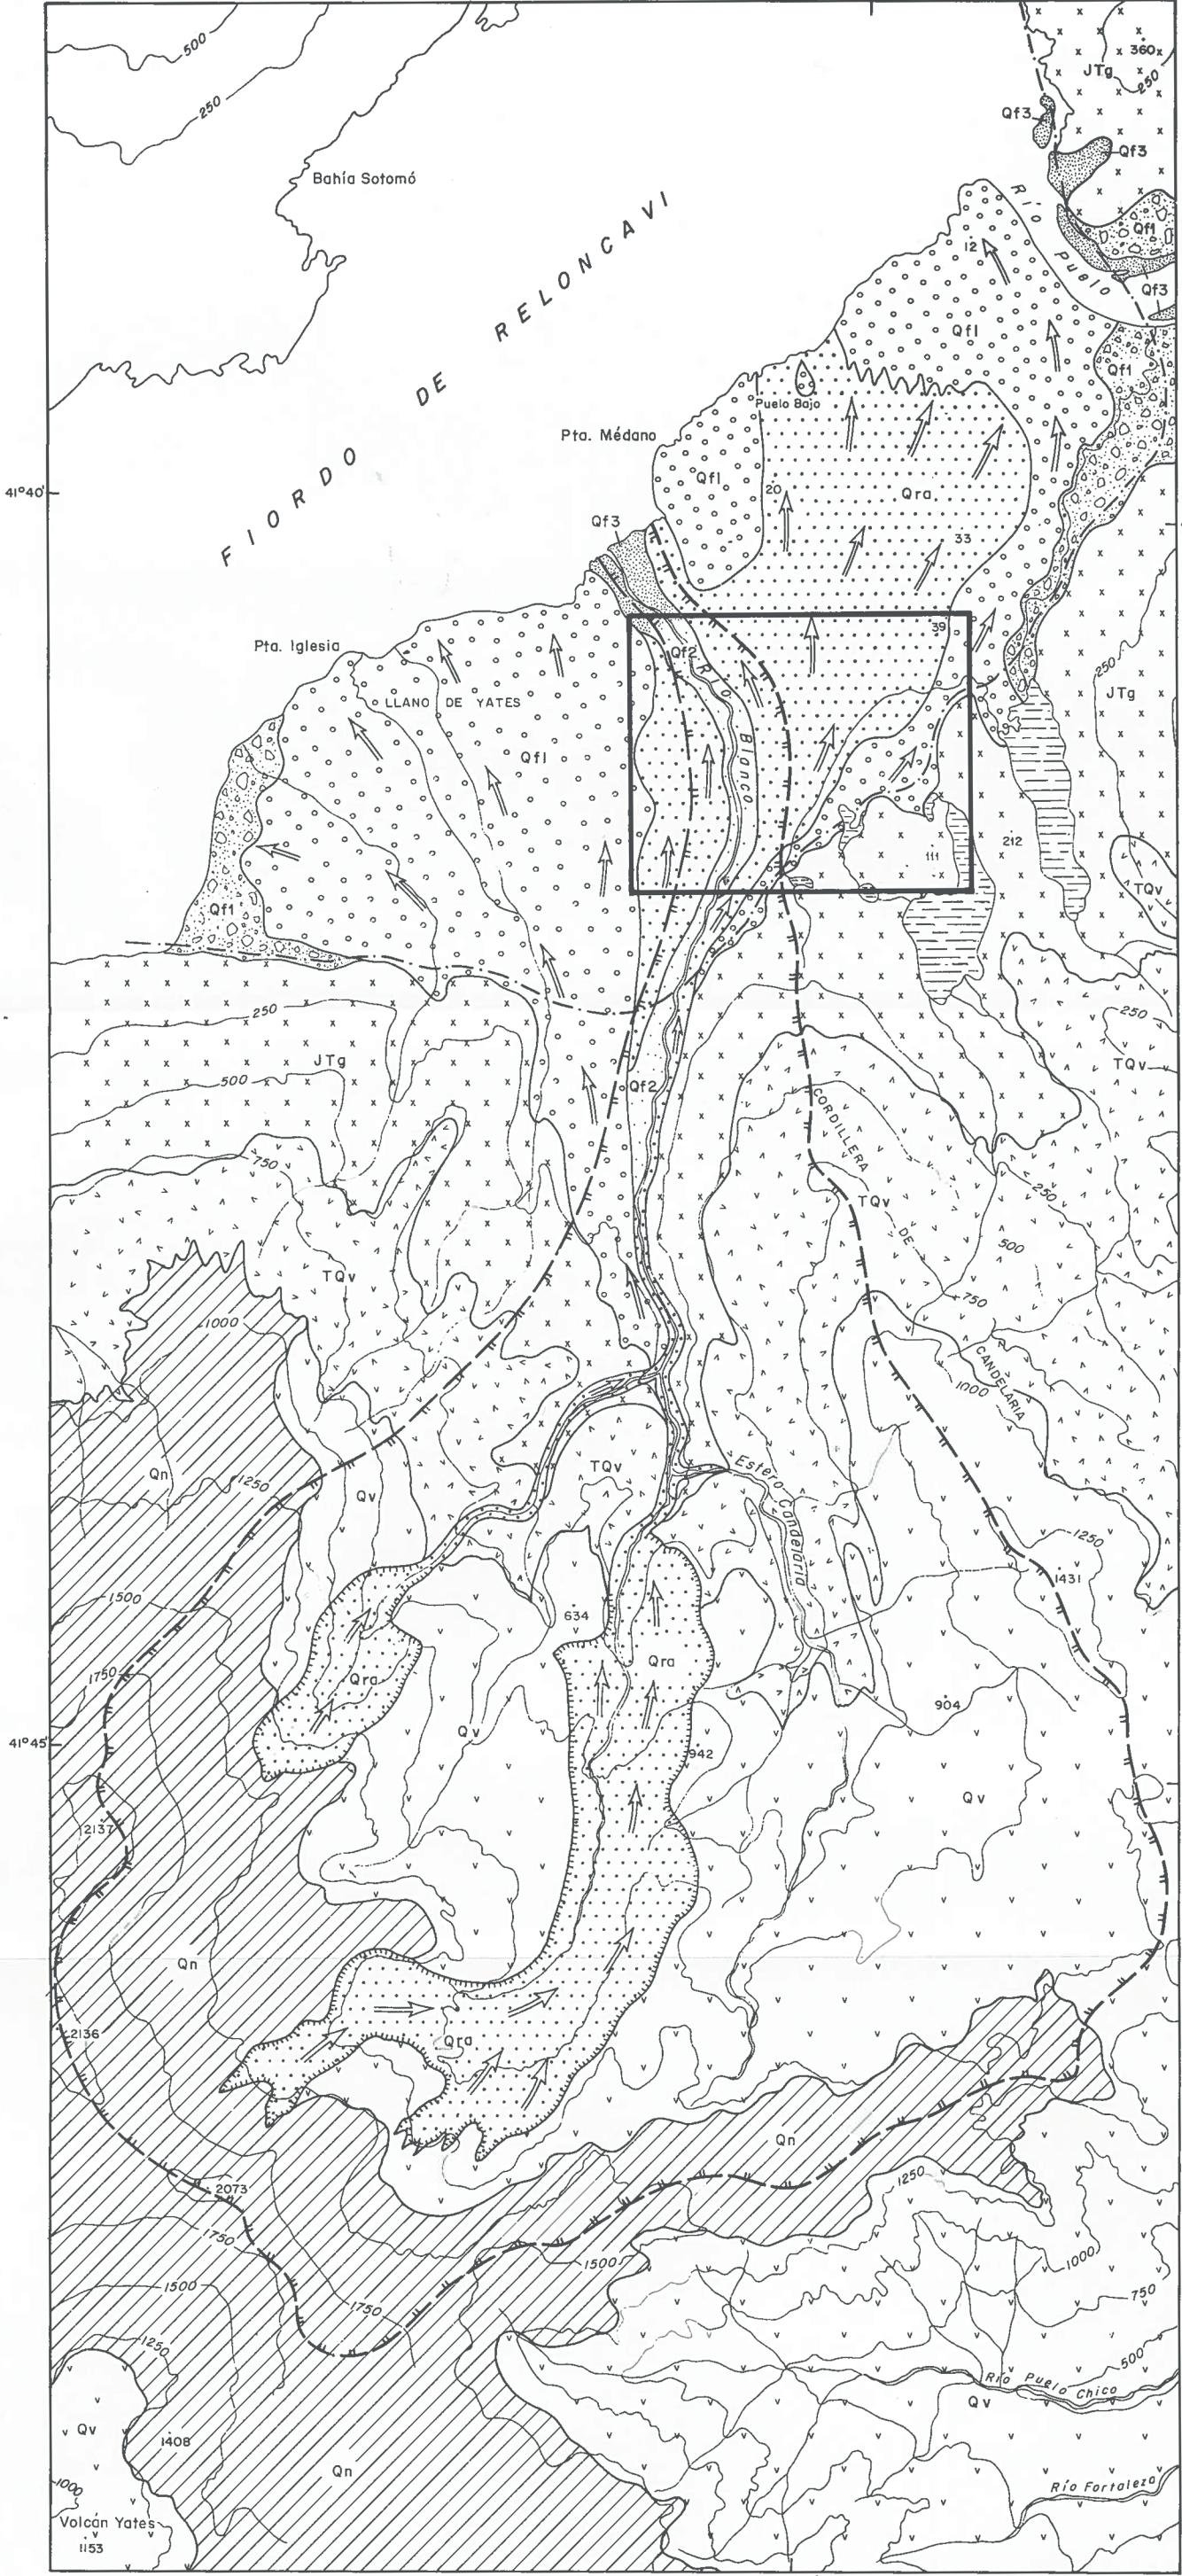 500
360
JTg
250
250
Qf3
Qf3
Bahía Sotomó
FIORDO DE RELONCAVI
Río Puelo
Qf1
12
Qf3
Qf1
Qf1
Puelo Bajo
Pta. Médano
Qf1
20
Qra
41°40'
Qf3
33
39
Pta. Iglesia
Qf2
Río Blanco
250
JTg
LLANO DE YATES
Qf1
212
111
TQv
Qf1
250
250
JTg
TQv
500
Qf2
CORDILLERA DE CANDELARIA
750
TQv
250
500
TQv
750
1000
1000
Qn
TQv
Estero Candelaria
1250
Qv
1250
1431
1500
634
Qra
Qra
1750
904
Qv
41°45'
942
Qv
2137
Qn
2136
Qra
Qn
2073
1250
1750
1500
1000
1500
750
1750
1250
500
Río Puelo Chico
Qv
Qv
1408
Qn
1000
Río Fortaleza
Volcán Yates
1153